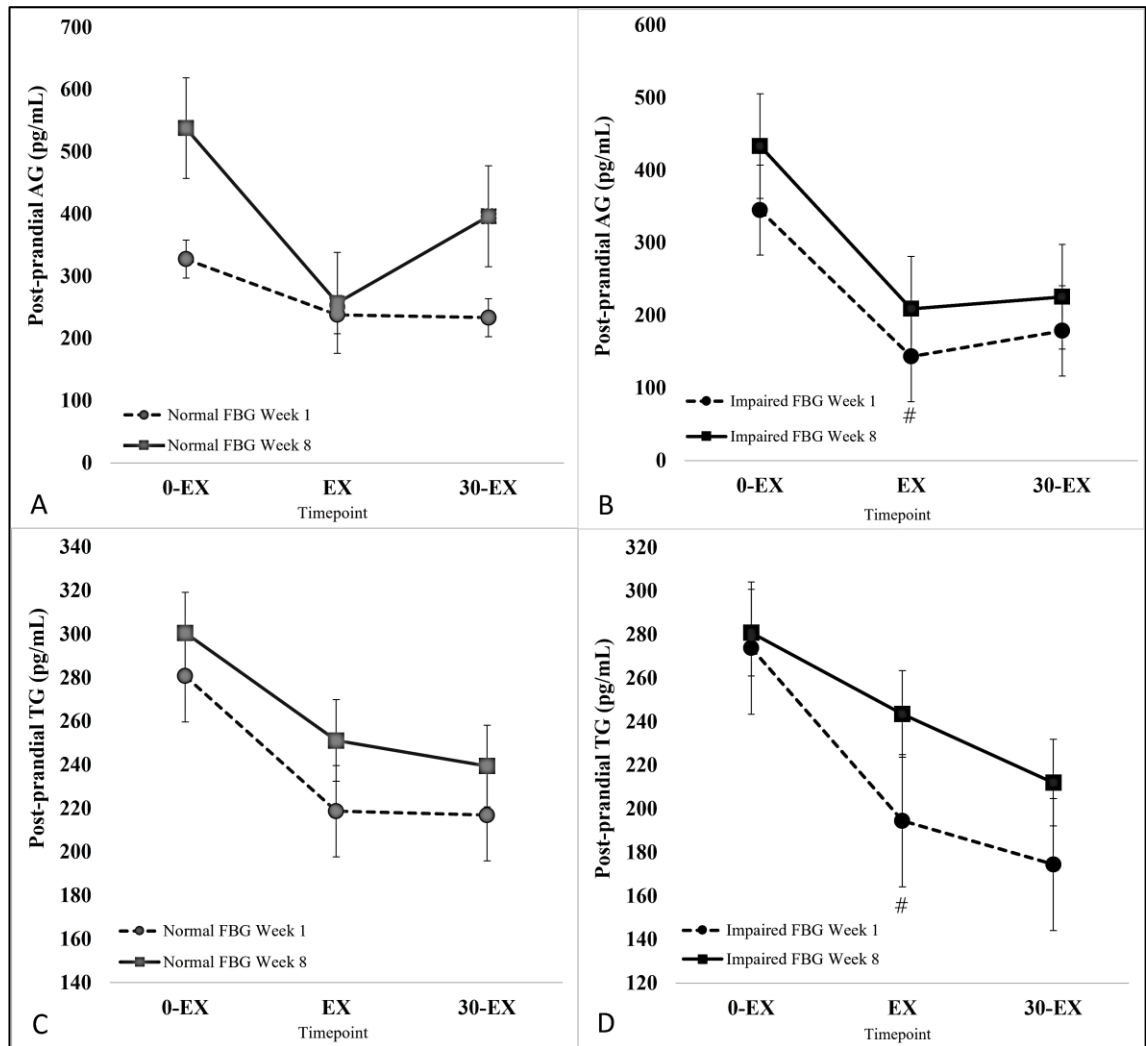 700
600
500
400
300
200
100
0
Post-prandial AG (pg/mL)
Normal FBG Week 1
Normal FBG Week 8
0-EX EX 30-EX
Timepoint
A
600
500
400
300
200
100
0
Post-prandial AG (pg/mL)
#
Impaired FBG Week 1
Impaired FBG Week 8
0-EX EX 30-EX
Timepoint
B
340
320
300
280
260
240
220
200
180
160
140
Post-prandial TG (pg/mL)
Normal FBG Week 1
Normal FBG Week 8
0-EX EX 30-EX
Timepoint
C
320
300
280
260
240
220
200
180
160
140
120
Post-prandial TG (pg/mL)
#
Impaired FBG Week 1
Impaired FBG Week 8
0-EX EX 30-EX
Timepoint
D